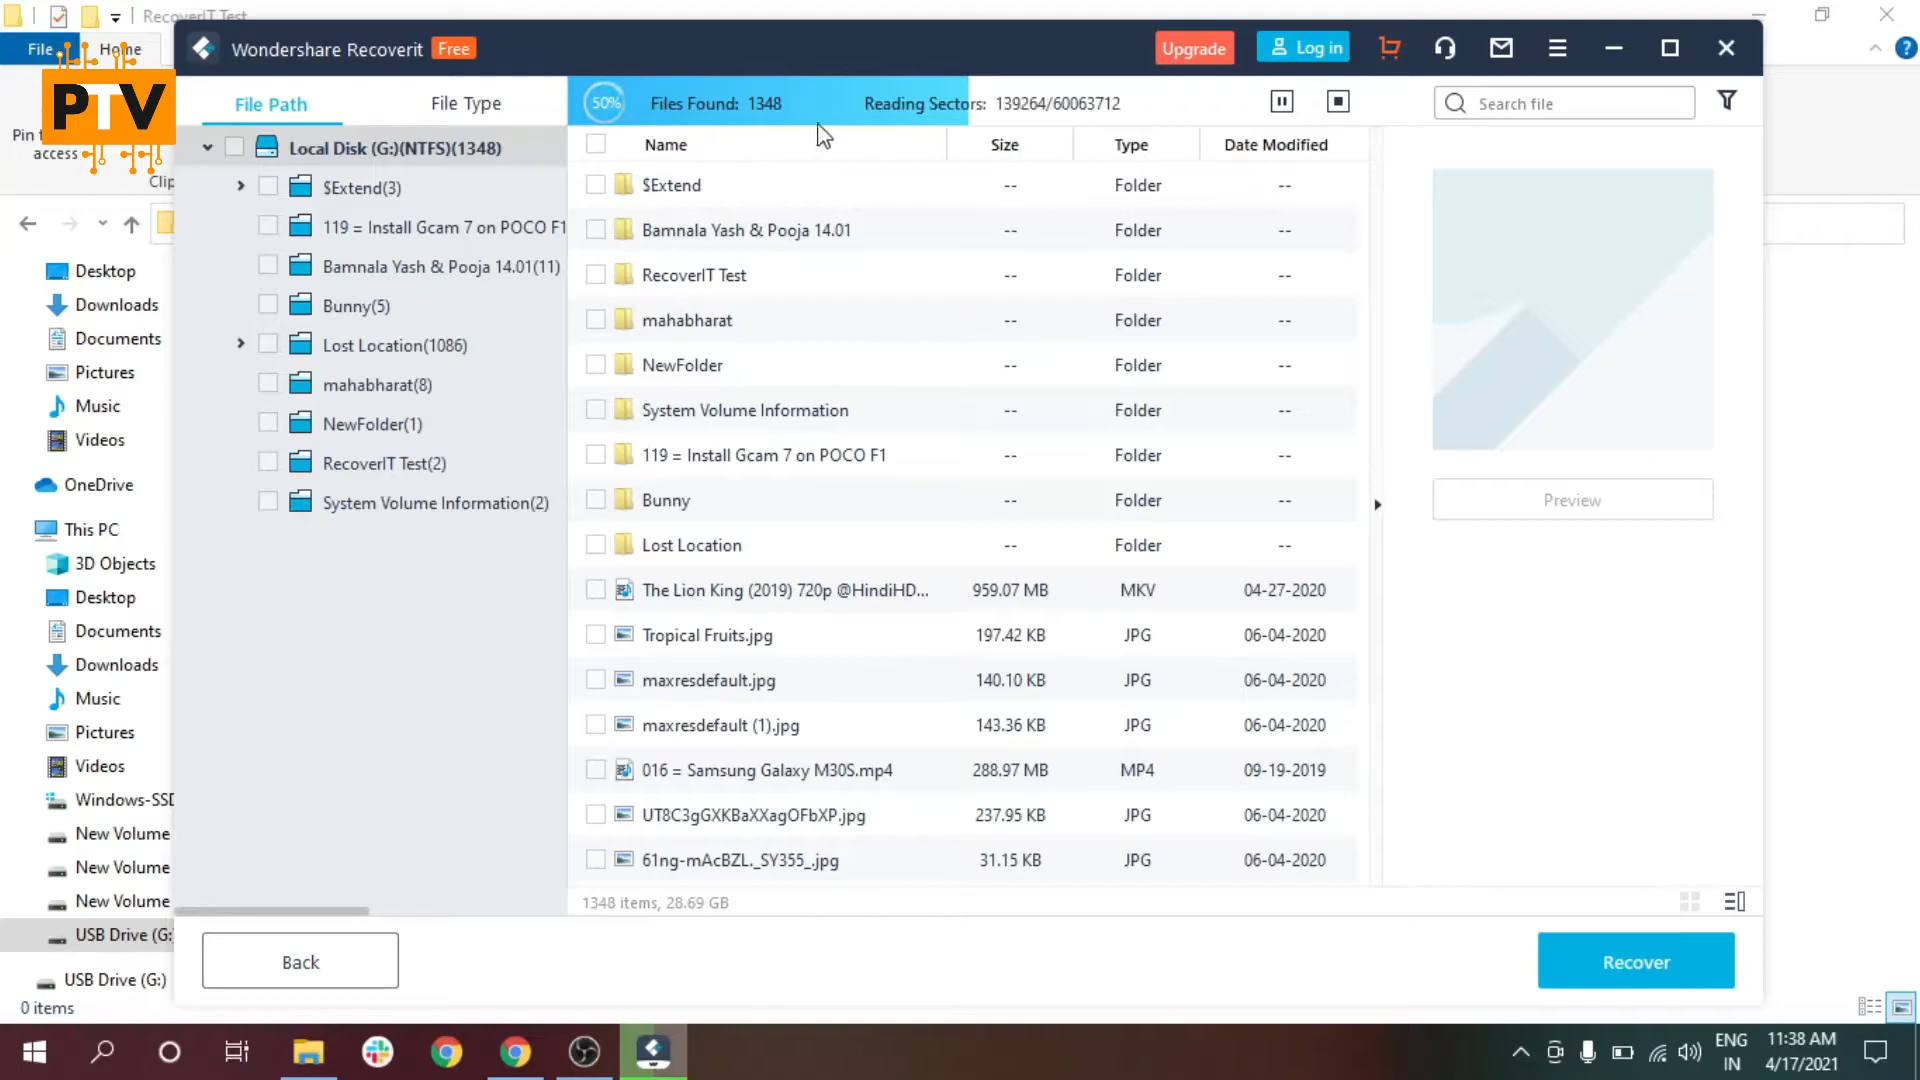 RecoverIT Test
File
Home
PTV
Pin t
access
Clip
Wondershare Recoverit Free
Upgrade
Log in
File Path
File Type
50%
Files Found: 1348
Reading Sectors: 139264/60063712
Search file
Local Disk (G:)(NTFS)(1348)
$Extend(3)
119 = Install Gcam 7 on POCO F1
Bamnala Yash & Pooja 14.01(11)
Bunny(5)
Lost Location(1086)
mahabharat(8)
NewFolder(1)
RecoverIT Test(2)
System Volume Information(2)
Name Size Type Date Modified
$Extend -- Folder --
Bamnala Yash & Pooja 14.01 -- Folder --
RecoverIT Test -- Folder --
mahabharat -- Folder --
NewFolder -- Folder --
System Volume Information -- Folder --
119 = Install Gcam 7 on POCO F1 -- Folder --
Bunny -- Folder --
Lost Location -- Folder --
The Lion King (2019) 720p @HindiHD... 959.07 MB MKV 04-27-2020
Tropical Fruits.jpg 197.42 KB JPG 06-04-2020
maxresdefault.jpg 140.10 KB JPG 06-04-2020
maxresdefault (1).jpg 143.36 KB JPG 06-04-2020
016 = Samsung Galaxy M30S.mp4 288.97 MB MP4 09-19-2019
UT8C3gGXKBaXXagOFbXP.jpg 237.95 KB JPG 06-04-2020
61ng-mAcBZL._SY355_.jpg 31.15 KB JPG 06-04-2020
1348 items, 28.69 GB
Preview
Back
Recover
Desktop
Downloads
Documents
Pictures
Music
Videos
OneDrive
This PC
3D Objects
Desktop
Documents
Downloads
Music
Pictures
Videos
Windows-SSD
New Volume
New Volume
New Volume
USB Drive (G:
USB Drive (G:)
0 items
ENG
IN
11:38 AM
4/17/2021